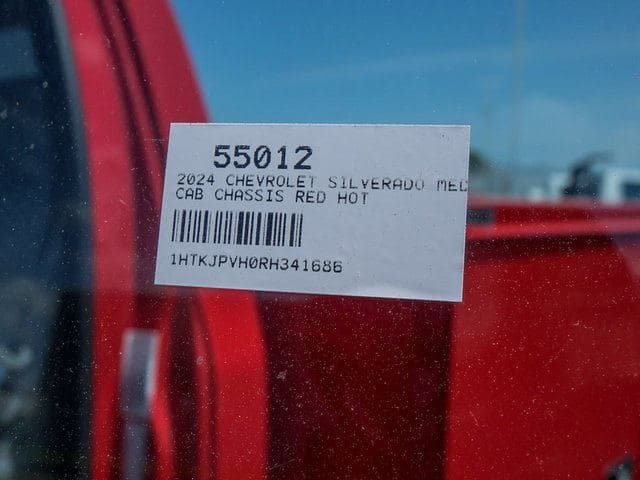 55012
2024 CHEVROLET SILVERADO MED
CAB CHASSIS RED HOT
1HTKJPVH0RH341686